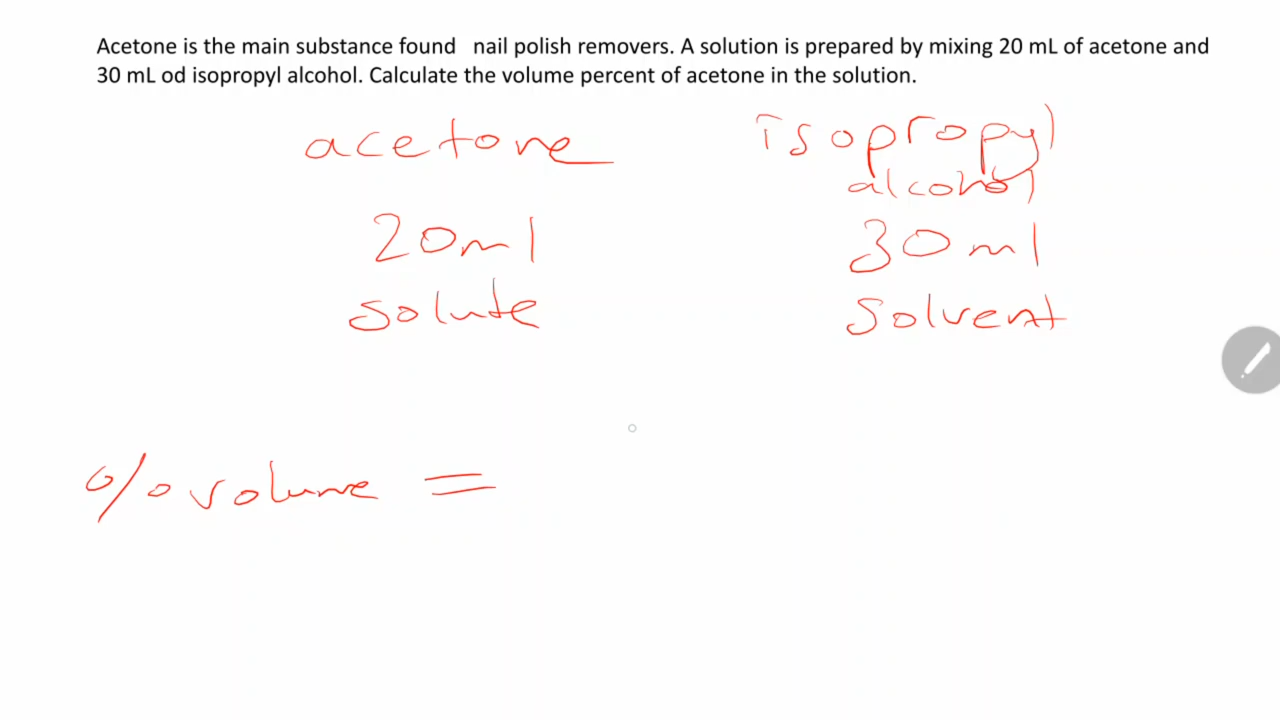 Acetone is the main substance found nail polish removers. A solution is prepared by mixing 20 mL of acetone and
30 mL od isopropyl alcohol. Calculate the volume percent of acetone in the solution.
acetone
20ml
solute
isopropyl
alcohol
30ml
solvent
% volume =